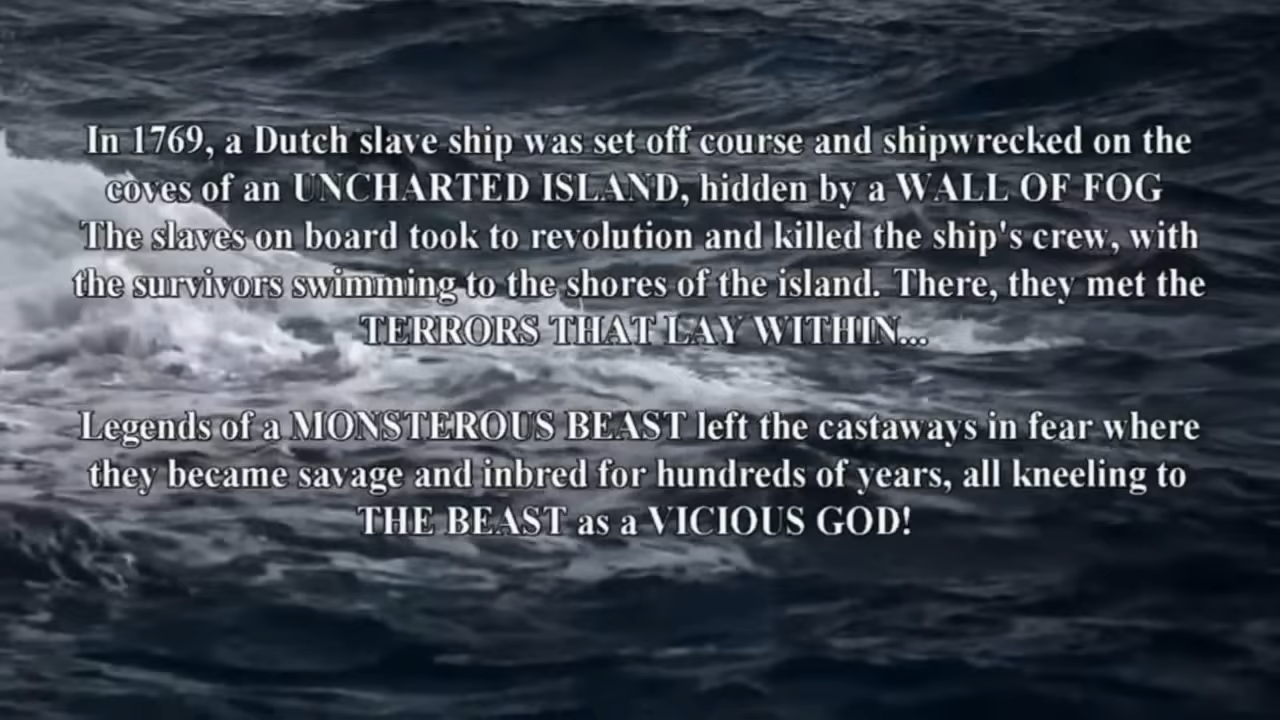 In 1769, a Dutch slave ship was set off course and shipwrecked on the
coves of an UNCHARTED ISLAND, hidden by a WALL OF FOG
The slaves on board took to revolution and killed the ship's crew, with
the survivors swimming to the shores of the island. There, they met the
TERRORS THAT LAY WITHIN...
Legends of a MONSTEROUS BEAST left the castaways in fear where
they became savage and inbred for hundreds of years, all kneeling to
THE BEAST as a VICIOUS GOD!